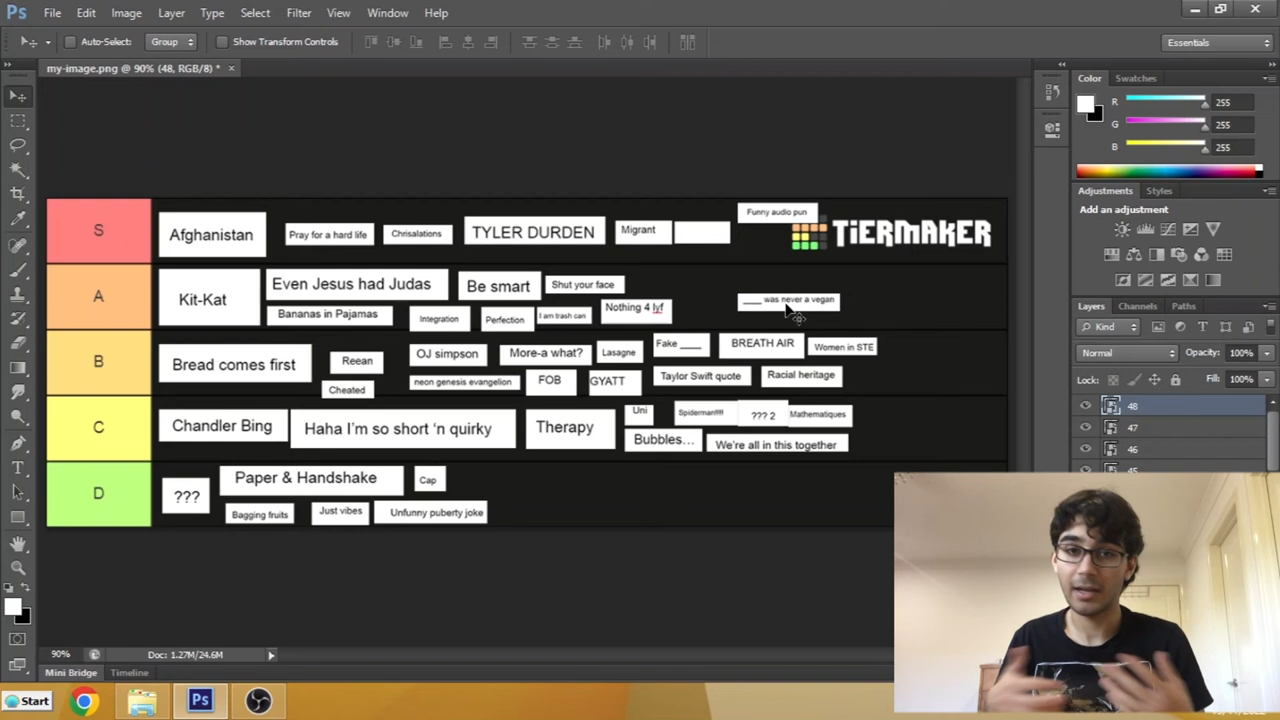 Ps File Edit Image Layer Type Select Filter View Window Help
Auto-Select: Group Show Transform Controls Essentials
my-image.png @ 90% (48, RGB/8) * ×
S
Afghanistan
Pray for a hard life
Chrisalations
TYLER DURDEN
Migrant
Funny audio pun
TiERMAKER
A
Kit-Kat
Even Jesus had Judas
Be smart
Shut your face
Bananas in Pajamas
Integration
Perfection
I am trash can
Nothing 4 lyf
____ was never a vegan
B
Bread comes first
Reean
Cheated
OJ simpson
More-a what?
Lasagne
Fake ____
BREATH AIR
Women in STE
neon genesis evangelion
FOB
GYATT
Taylor Swift quote
Racial heritage
C
Chandler Bing
Haha I'm so short 'n quirky
Therapy
Uni
Spiderman!!!!
??? 2
Mathematiques
Bubbles...
We're all in this together
D
???
Paper & Handshake
Cap
Bagging fruits
Just vibes
Unfunny puberty joke
Color Swatches
R 255
G 255
B 255
Adjustments Styles
Add an adjustment
Layers Channels Paths
Kind
Normal Opacity: 100%
Lock: Fill: 100%
48
47
46
90% Doc: 1.27M/24.6M
Mini Bridge Timeline
Start Ps